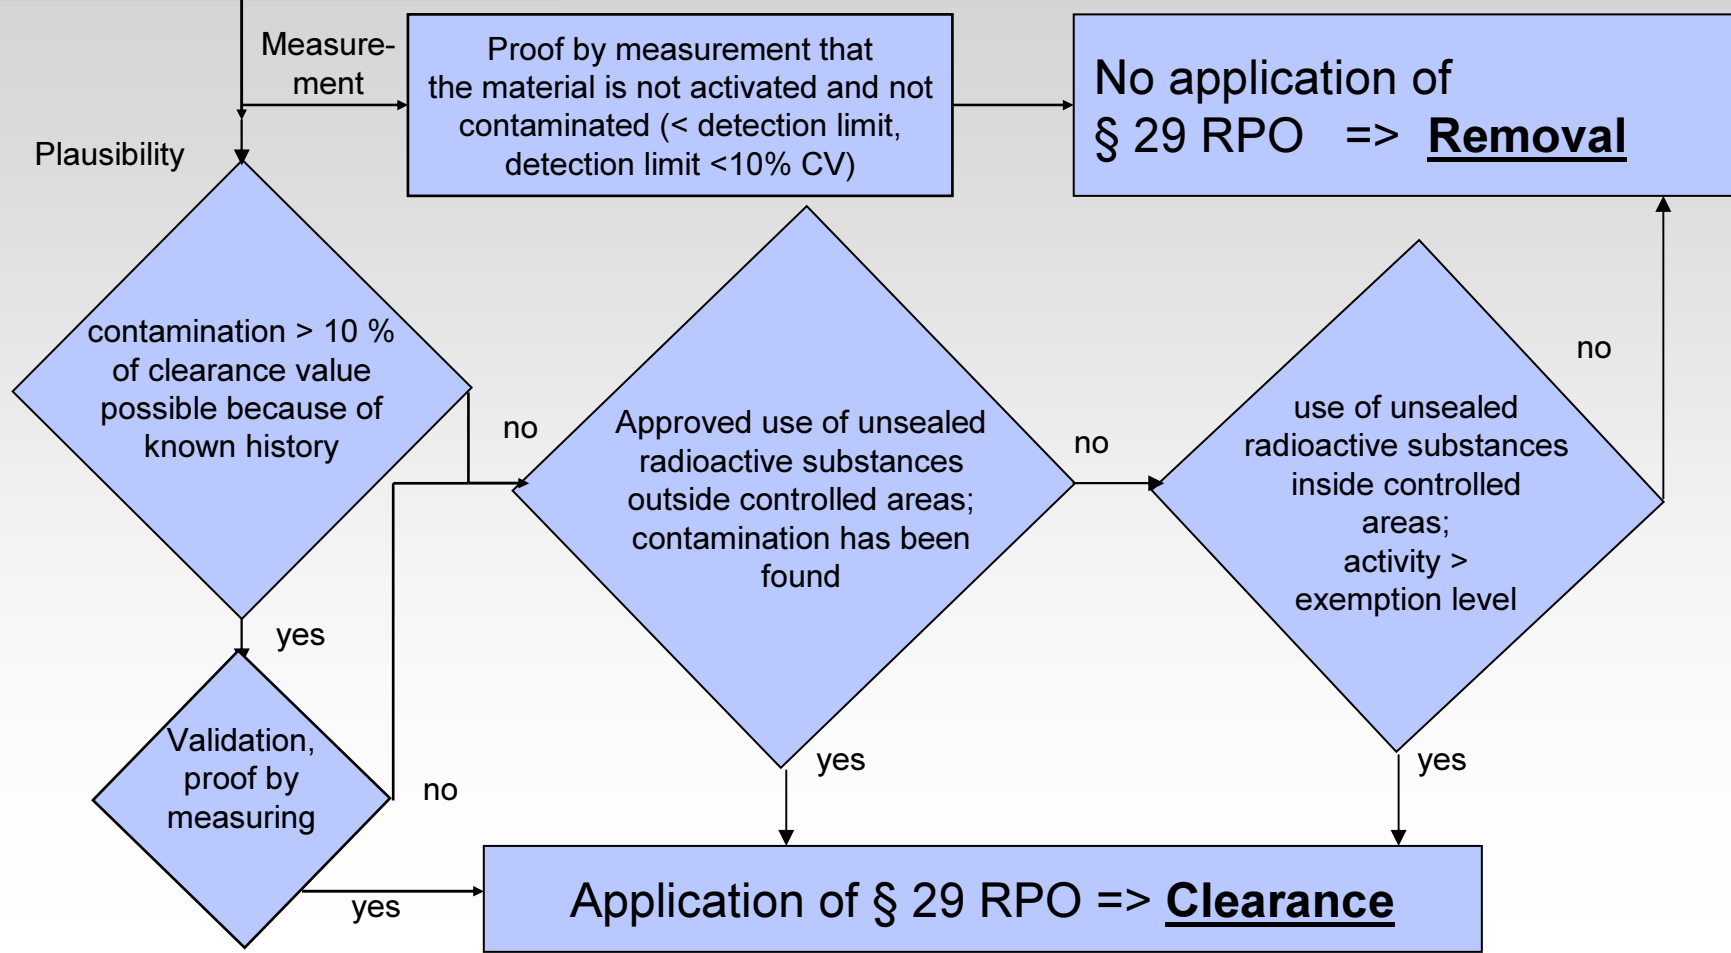 Measure-
ment
Proof by measurement that
the material is not activated and not
contaminated (< detection limit,
detection limit <10% CV)
No application of
§ 29 RPO => Removal
Plausibility
contamination > 10 %
of clearance value
possible because of
known history
no
Approved use of unsealed
radioactive substances
outside controlled areas;
contamination has been
found
no
use of unsealed
radioactive substances
inside controlled
areas;
activity >
exemption level
no
yes
Validation,
proof by
measuring
no
yes
yes
yes
Application of § 29 RPO => Clearance